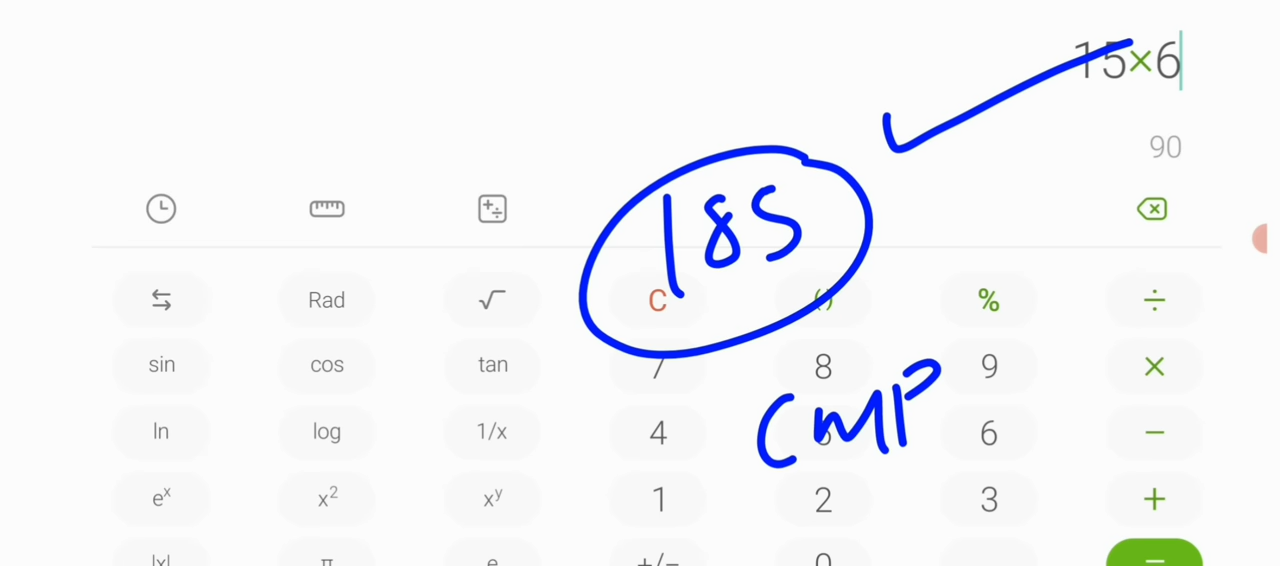 15×6
90
185
Rad √ C () % ÷
sin cos tan 7 8 9 ×
CMP
ln log 1/x 4 6 −
eˣ x² xʸ 1 2 3 +
|x| π e +/− 0 =